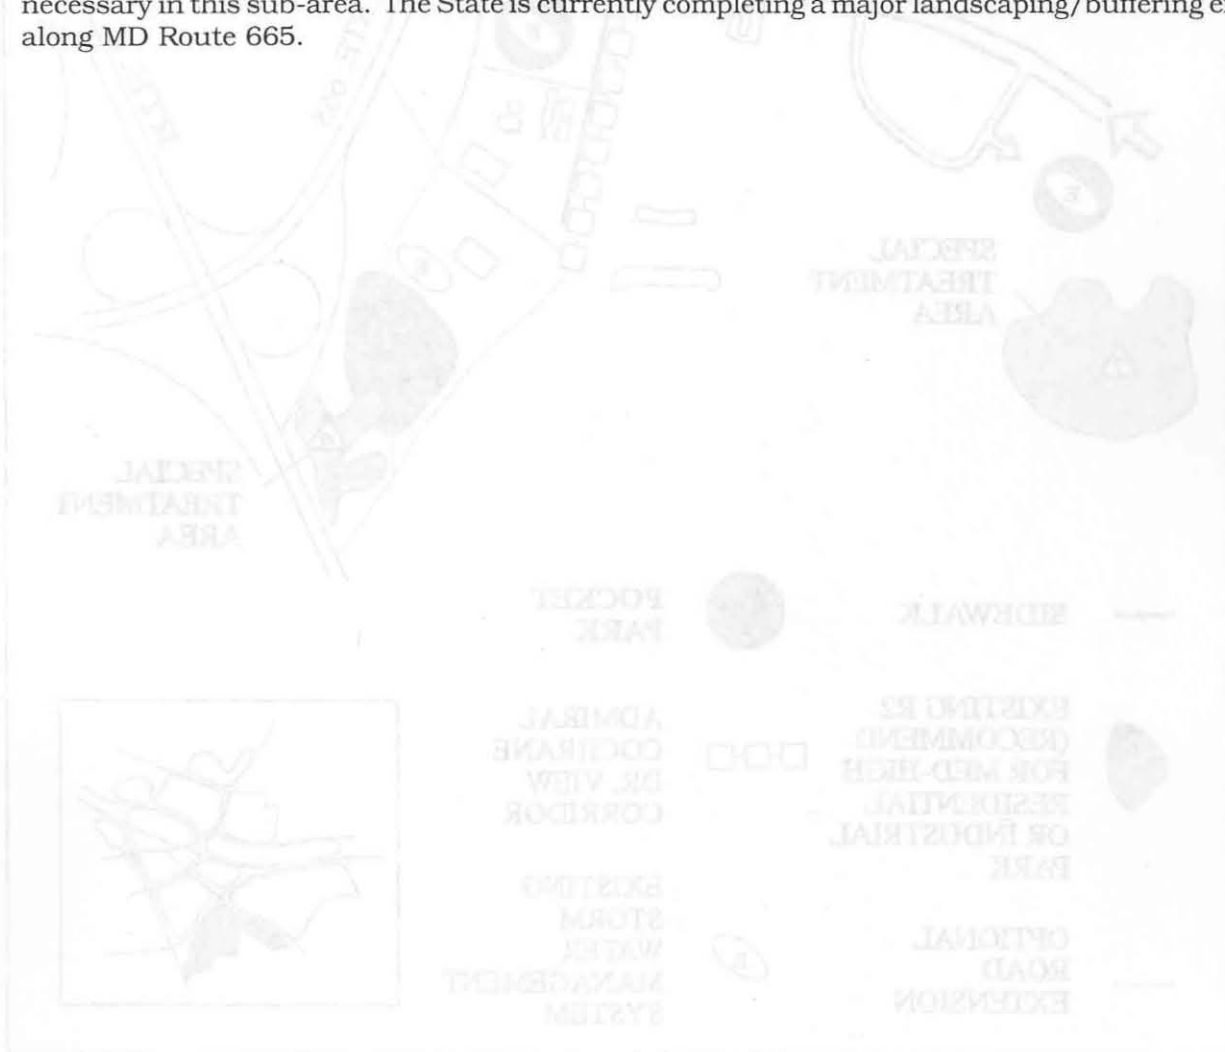 necessary in this sub-area. The State is currently completing a major landscaping/buffering
along MD Route 665.
SPECIAL
TREATMENT
AREA
SPECIAL
TREATMENT
AREA
POCKET
PARK
SIDEWALK
ADMIRAL
COCHRANE
DR. VIEW
CORRIDOR
EXISTING R2
(RECOMMEND
FOR MED-HIGH
RESIDENTIAL
OR INDUSTRIAL
PARK
EXISTING
STORM
WATER
MANAGEMENT
SYSTEM
OPTIONAL
ROAD
EXTENSION